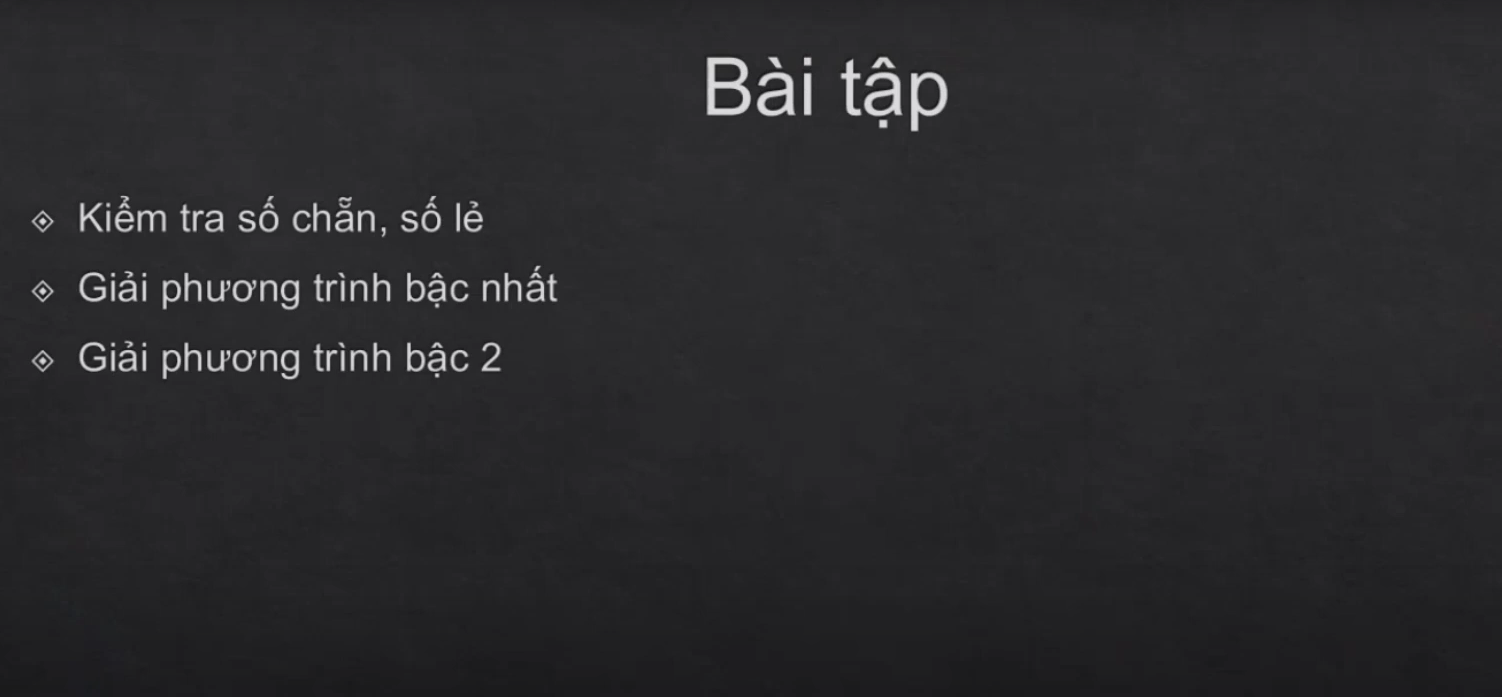 Bài tập
Kiểm tra số chẵn, số lẻ
Giải phương trình bậc nhất
Giải phương trình bậc 2